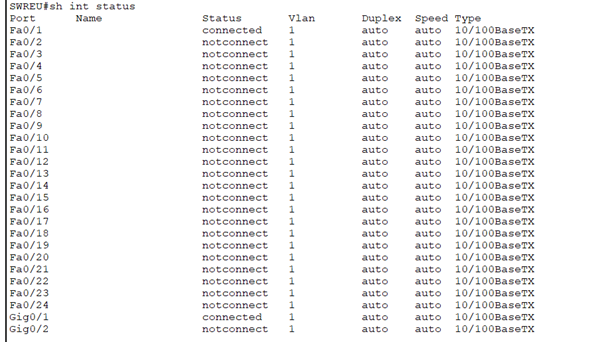 SWREU#sh int status
Port Name Status Vlan Duplex Speed Type
Fa0/1 connected 1 auto auto 10/100BaseTX
Fa0/2 notconnect 1 auto auto 10/100BaseTX
Fa0/3 notconnect 1 auto auto 10/100BaseTX
Fa0/4 notconnect 1 auto auto 10/100BaseTX
Fa0/5 notconnect 1 auto auto 10/100BaseTX
Fa0/6 notconnect 1 auto auto 10/100BaseTX
Fa0/7 notconnect 1 auto auto 10/100BaseTX
Fa0/8 notconnect 1 auto auto 10/100BaseTX
Fa0/9 notconnect 1 auto auto 10/100BaseTX
Fa0/10 notconnect 1 auto auto 10/100BaseTX
Fa0/11 notconnect 1 auto auto 10/100BaseTX
Fa0/12 notconnect 1 auto auto 10/100BaseTX
Fa0/13 notconnect 1 auto auto 10/100BaseTX
Fa0/14 notconnect 1 auto auto 10/100BaseTX
Fa0/15 notconnect 1 auto auto 10/100BaseTX
Fa0/16 notconnect 1 auto auto 10/100BaseTX
Fa0/17 notconnect 1 auto auto 10/100BaseTX
Fa0/18 notconnect 1 auto auto 10/100BaseTX
Fa0/19 notconnect 1 auto auto 10/100BaseTX
Fa0/20 notconnect 1 auto auto 10/100BaseTX
Fa0/21 notconnect 1 auto auto 10/100BaseTX
Fa0/22 notconnect 1 auto auto 10/100BaseTX
Fa0/23 notconnect 1 auto auto 10/100BaseTX
Fa0/24 notconnect 1 auto auto 10/100BaseTX
Gig0/1 connected 1 auto auto 10/100BaseTX
Gig0/2 notconnect 1 auto auto 10/100BaseTX